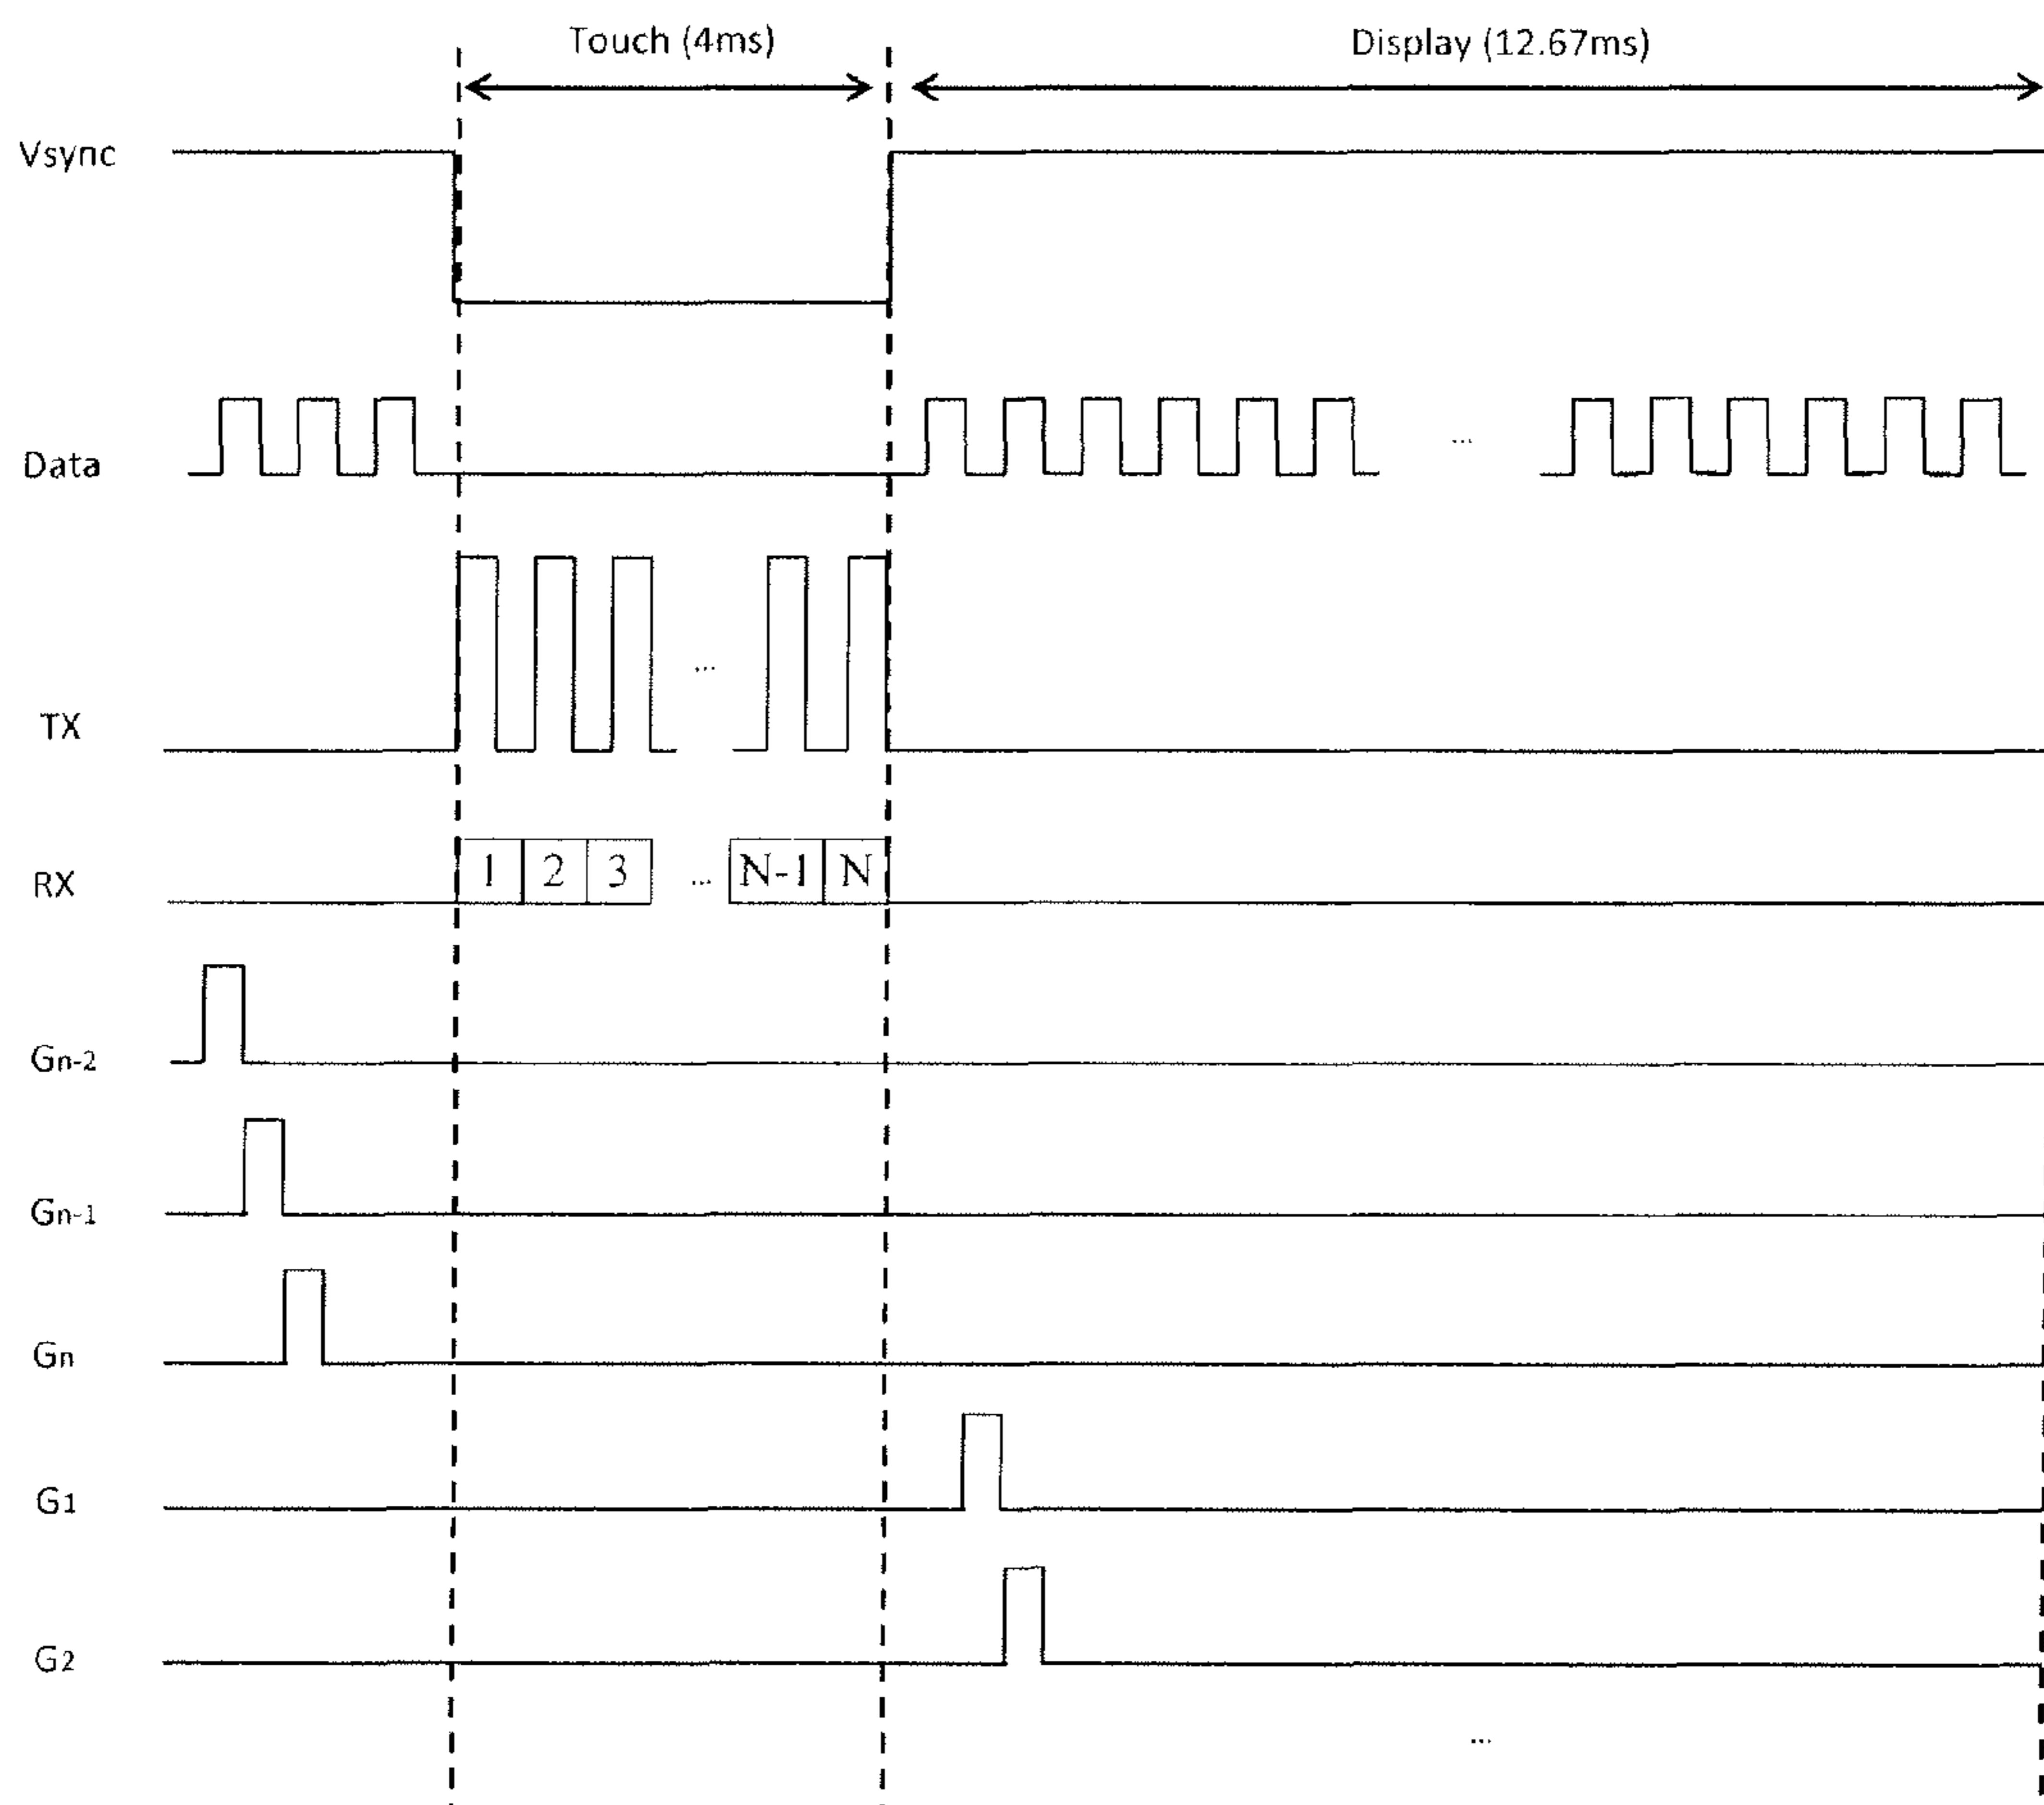 Touch (4ms) Display (12.67ms)
Vsync
Data
...
TX
...
RX 1 2 3 ... N-1 N
Gn-2
Gn-1
Gn
G1
G2
...